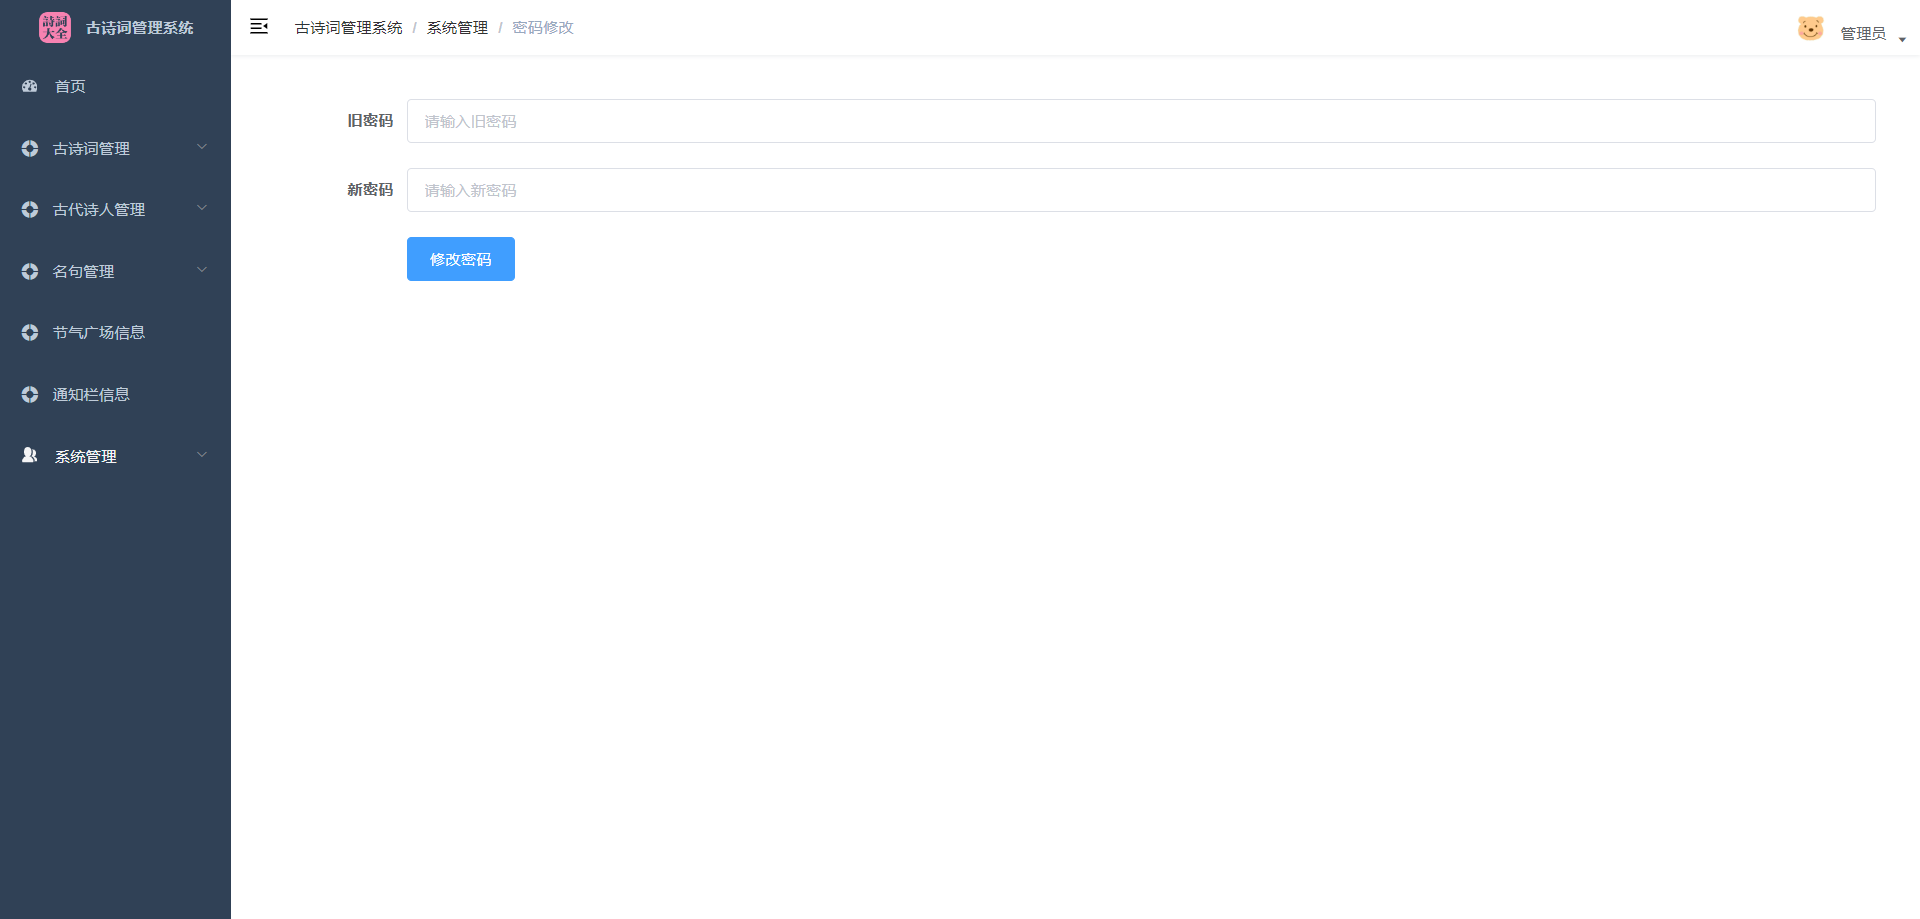 詩詞
大全
古诗词管理系统
首页
古诗词管理
古代诗人管理
名句管理
节气广场信息
通知栏信息
系统管理
古诗词管理系统 / 系统管理 / 密码修改
管理员
旧密码 请输入旧密码
新密码 请输入新密码
修改密码